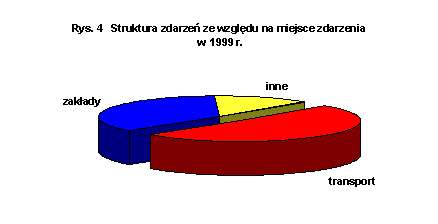 Rys. 4 Struktura zdarzeń ze względu na miejsce zdarzenia
w 1999 r.
inne
zakłady
transport